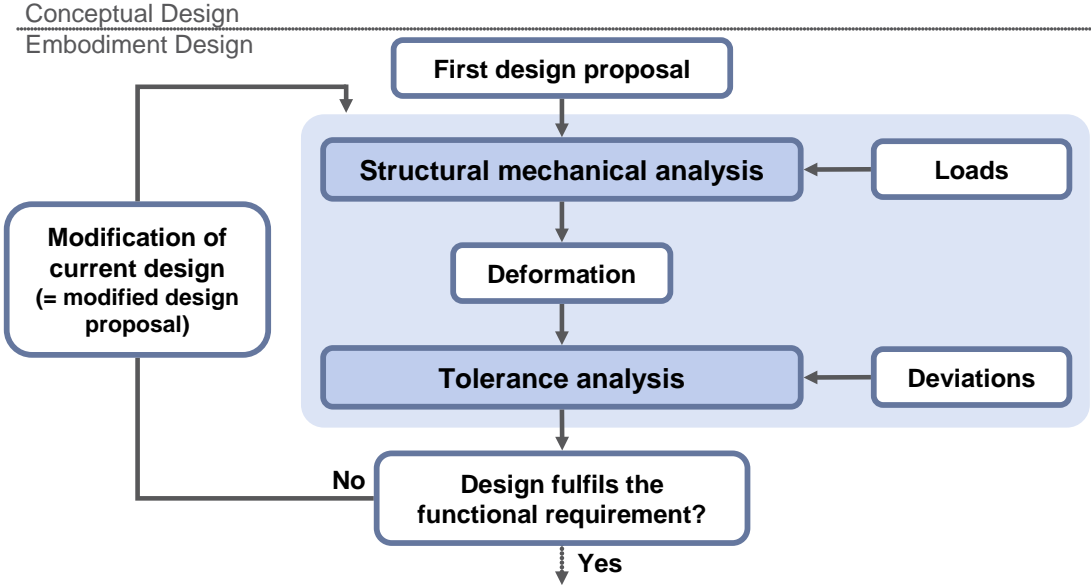 Conceptual Design
Embodiment Design
First design proposal
Structural mechanical analysis
Loads
Modification of
current design
(= modified design
proposal)
Deformation
Tolerance analysis
Deviations
No
Design fulfils the
functional requirement?
Yes